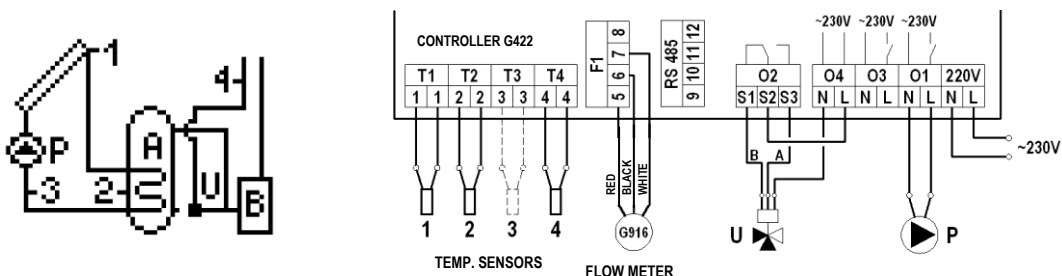 1
4
P
A
3
2
U
B
CONTROLLER G422
T1 T2 T3 T4
1 1 2 2 3 3 4 4
F1
8
7
6
5
RS 485
12
11
10
9
~230V ~230V ~230V
O2 O4 O3 O1 220V
S1 S2 S3 N L N L N L N L
~230V
B A
RED
BLACK
WHITE
1 2 3 4
G916
U P
TEMP. SENSORS
FLOW METER